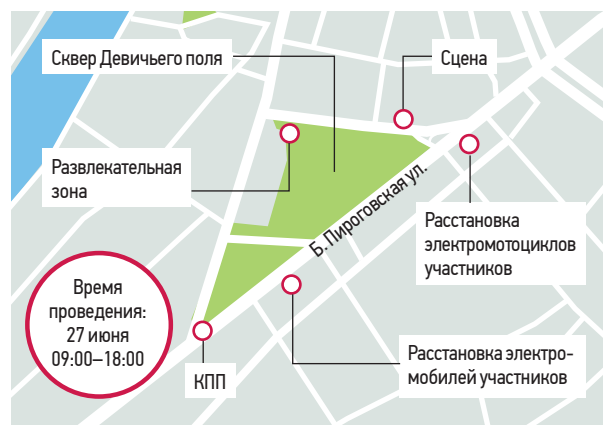 Сквер Девичьего поля
Сцена
Развлекательная
зона
Б. Пироговская ул.
Расстановка
электромотоциклов
участников
Время
проведения:
27 июня
09:00–18:00
КПП
Расстановка электро-
мобилей участников